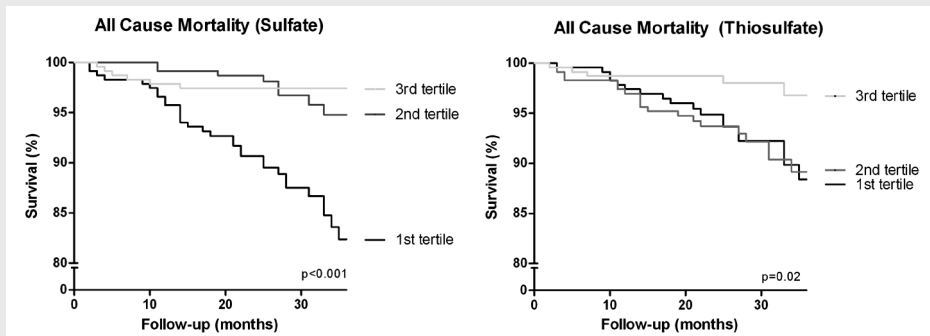 All Cause Mortality (Sulfate)
100
95
90
85
80
0
Survival (%)
0 10 20 30
Follow-up (months)
3rd tertile
2nd tertile
1st tertile
p<0.001
All Cause Mortality (Thiosulfate)
100
95
90
85
80
0
Survival (%)
0 10 20 30
Follow-up (months)
3rd tertile
2nd tertile
1st tertile
p=0.02